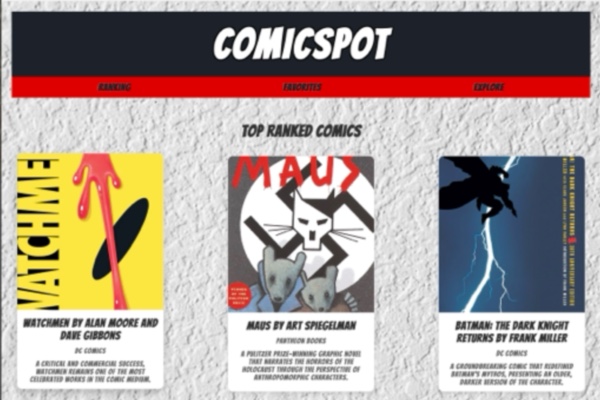 COMICSPOT
RANKING FAVORITES EXPLORE
TOP RANKED COMICS
WATCHME
MAUS
WATCHMEN BY ALAN MOORE AND
DAVE GIBBONS
DC COMICS
A CRITICAL AND COMMERCIAL SUCCESS,
WATCHMEN REMAINS ONE OF THE MOST
CELEBRATED WORKS IN THE COMIC MEDIUM.
MAUS BY ART SPIEGELMAN
PANTHEON BOOKS
A PULITZER PRIZE-WINNING GRAPHIC NOVEL
THAT NARRATES THE HORRORS OF THE
HOLOCAUST THROUGH THE PERSPECTIVE OF
ANTHROPOMORPHIC CHARACTERS.
BATMAN: THE DARK KNIGHT
RETURNS BY FRANK MILLER
DC COMICS
A GROUNDBREAKING COMIC THAT REDEFINED
BATMAN'S MYTHOS, PRESENTING AN OLDER,
DARKER VERSION OF THE CHARACTER.